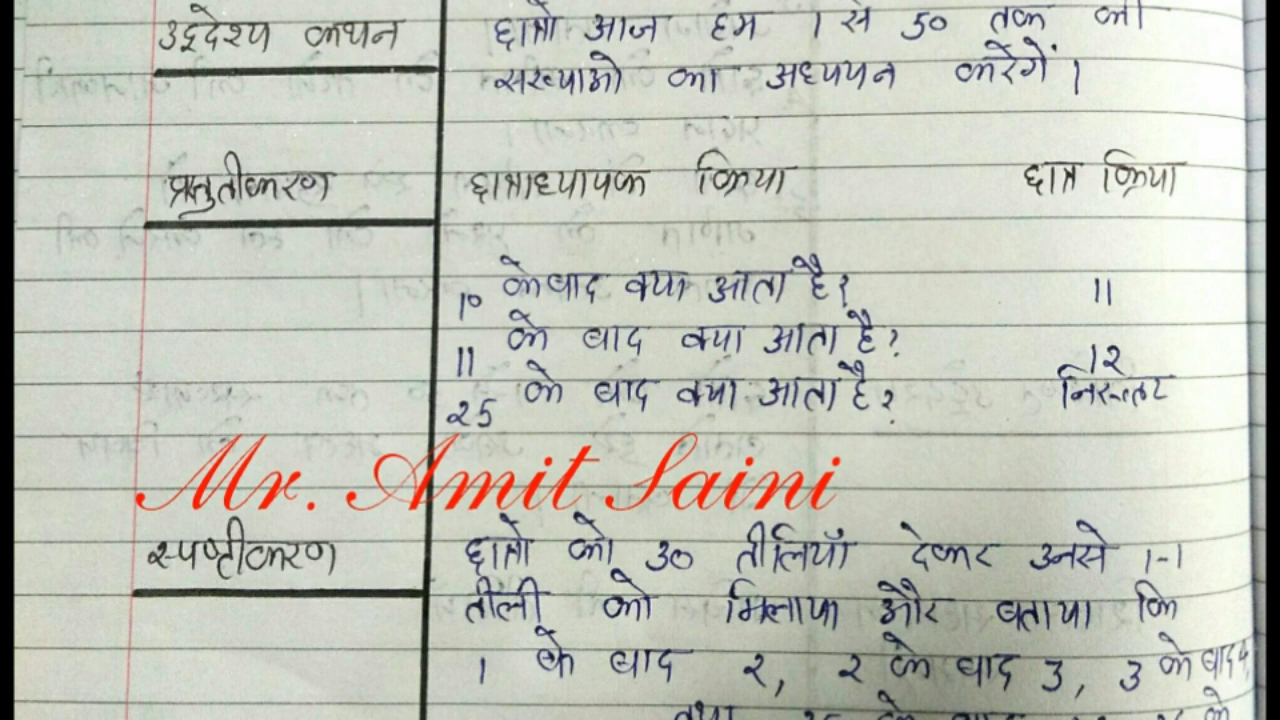 उद्देश्य कथन छात्रो आज हम 1 से 50 तक की
संख्याओ का अध्ययन करेगें।
प्रस्तुतीकरण छात्राध्यापक क्रिया छात्र क्रिया
10 के बाद क्या आता है? 11
11 के बाद क्या आता है? 12
25 के बाद क्या आता है? निरुत्तर
Mr. Amit Saini
स्पष्टीकरण छात्रो को 30 तीलियाँ देकर उनसे 1-1
तीली को मिलाया और बताया कि
1 के बाद 2, 2 के बाद 3, 3 के बाद 4,
तथा 25 के बाद